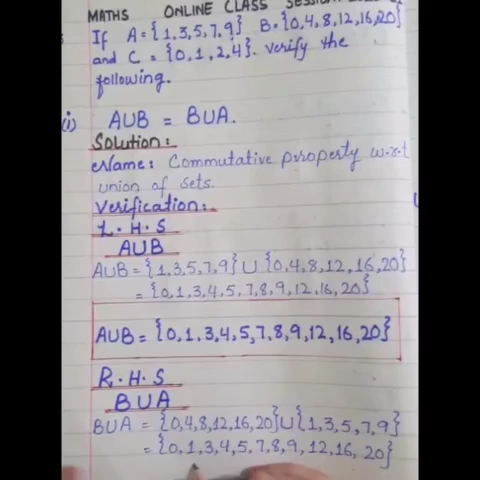 MATHS ONLINE CLASS
If A={1,3,5,7,9} B={0,4,8,12,16,20}
and C = {0,1,2,4}. Verify the
following.
(i) AUB = BUA.
Solution:
Name: Commutative property w.r.t
union of sets.
Verification:
L.H.S
AUB
AUB={1,3,5,7,9} U {0,4,8,12,16,20}
={0,1,3,4,5,7,8,9,12,16,20}
AUB={0,1,3,4,5,7,8,9,12,16,20}
R.H.S
BUA
BUA = {0,4,8,12,16,20}U{1,3,5,7,9}
={0,1,3,4,5,7,8,9,12,16,20}